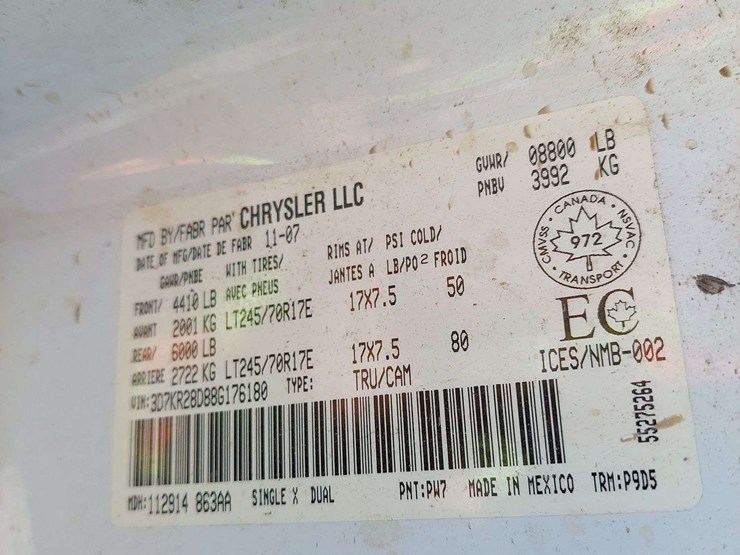 MFD BY/FABR PAR CHRYSLER LLC
DATE OF MFG/DATE DE FABR 11-07
GVWR/ 08800 LB
PNBV 3992 KG
GAWR/PNBE WITH TIRES/ RIMS AT/ PSI COLD/
AVEC PNEUS JANTES A LB/PO2 FROID
FRONT/ 4410 LB
AVANT 2001 KG LT245/70R17E 17X7.5 50
REAR/ 6000 LB
ARRIERE 2722 KG LT245/70R17E 17X7.5 80
VIN:3D7KR28D88G176180 TYPE: TRU/CAM
CANADA
CMVSS 972 NSVAC
TRANSPORT
EC
ICES/NMB-002
55275264
MDH:112914 863AA SINGLE X DUAL PNT:PW7 MADE IN MEXICO TRM:P9D5